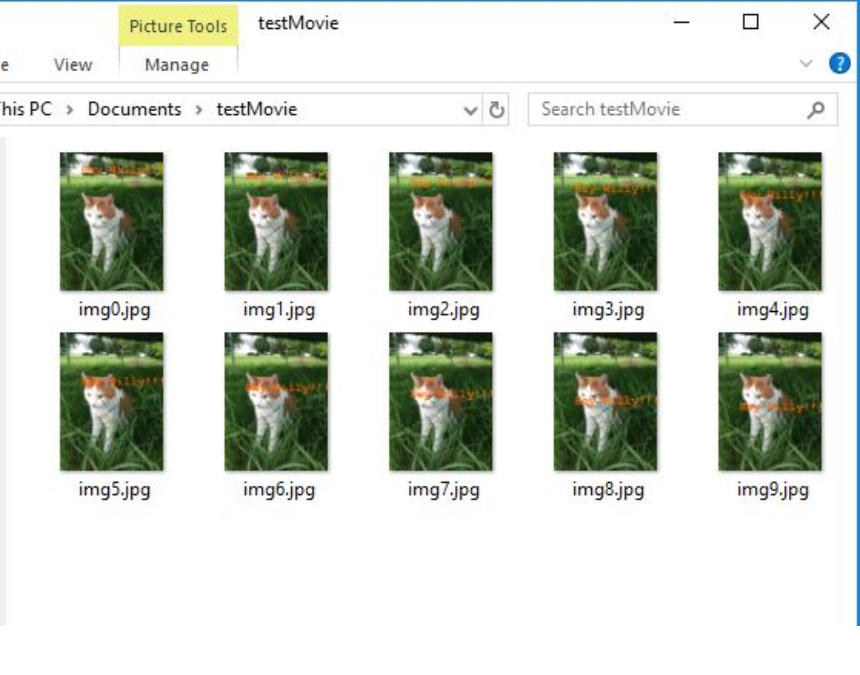 Picture Tools testMovie
e View Manage ?
his PC > Documents > testMovie Search testMovie
Hey Willy!!
img0.jpg img1.jpg img2.jpg img3.jpg img4.jpg
img5.jpg img6.jpg img7.jpg img8.jpg img9.jpg